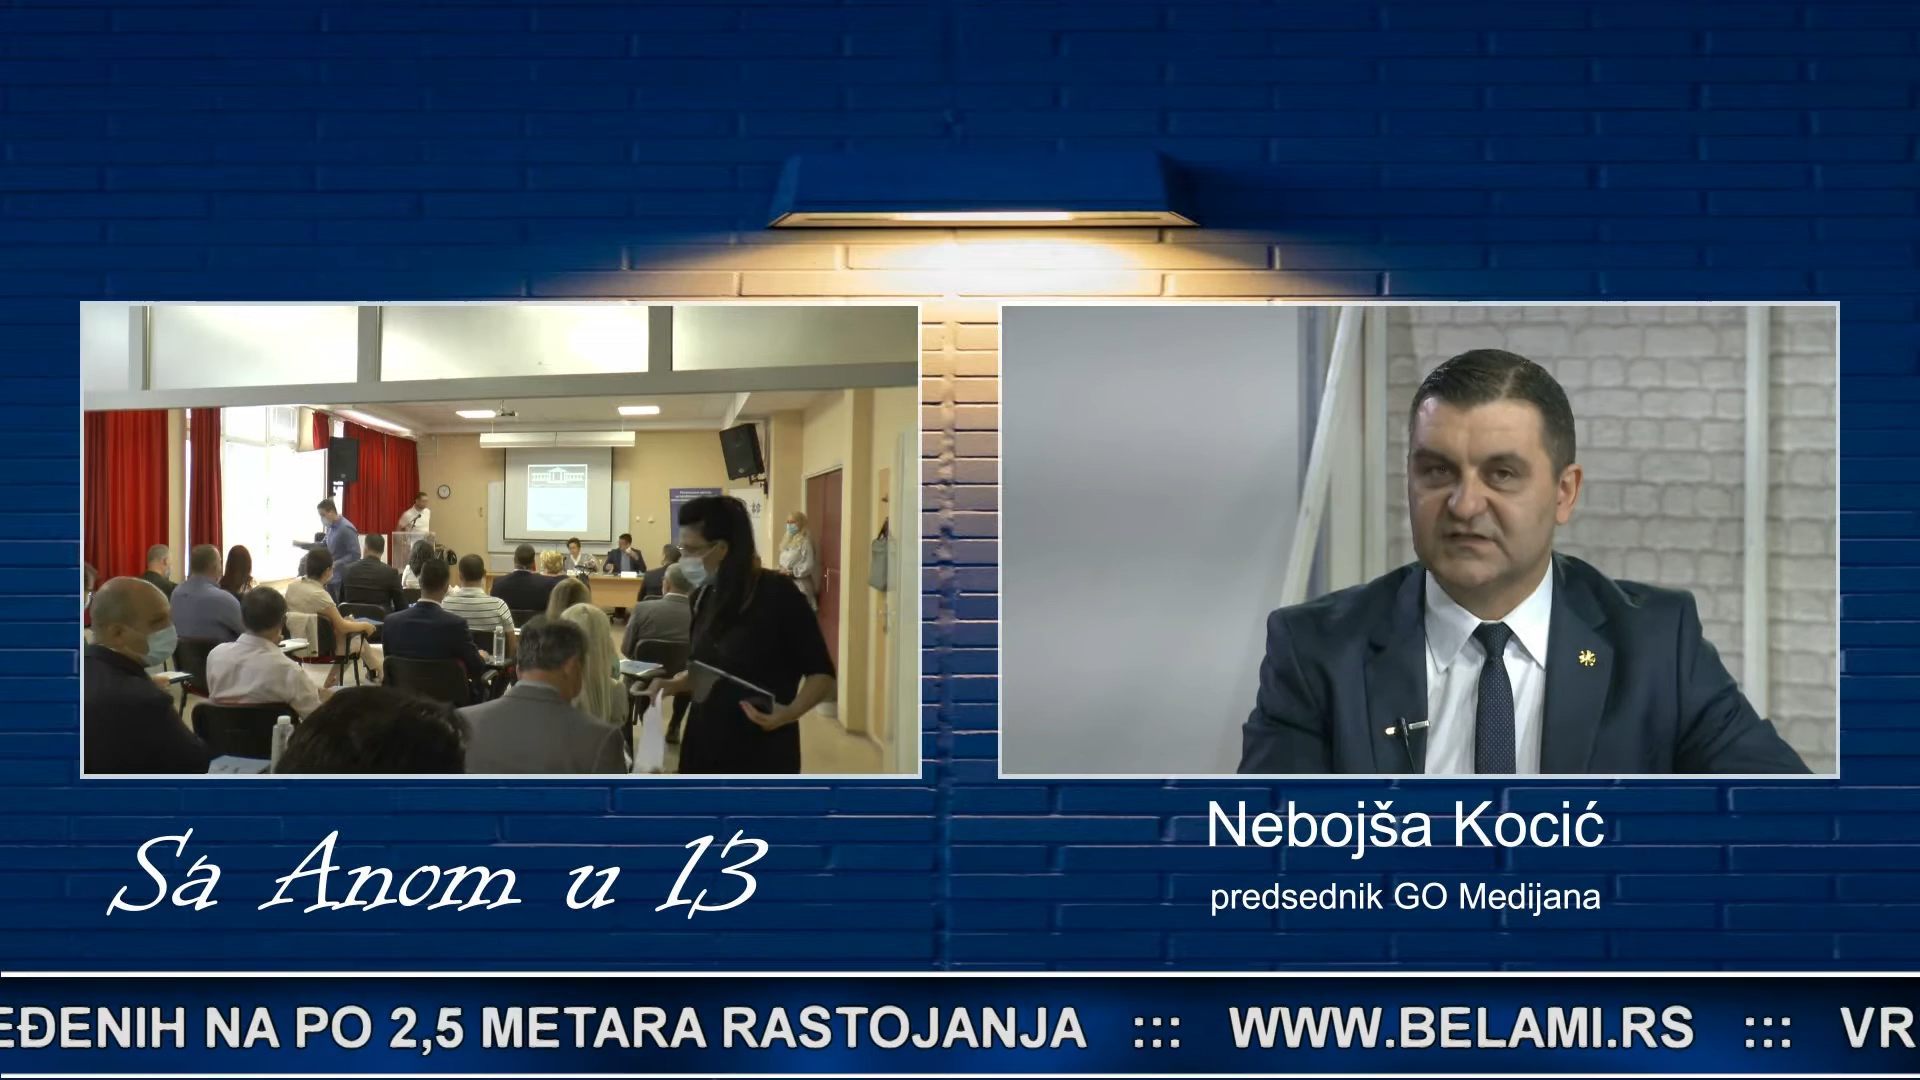 Sa Anom u 13
Nebojša Kocić
predsednik GO Medijana
EĐENIH NA PO 2,5 METARA RASTOJANJA ::: WWW.BELAMI.RS ::: VR